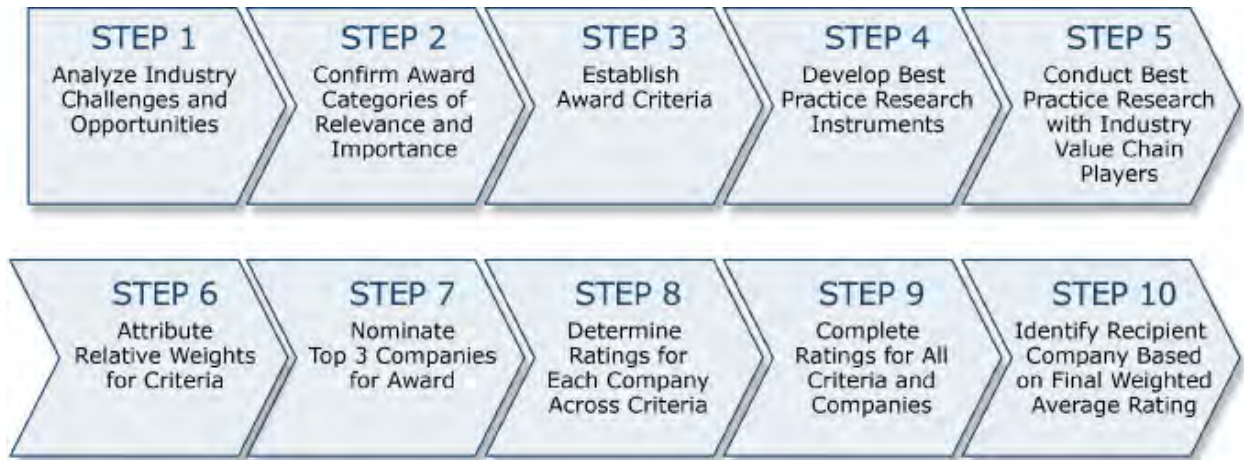 STEP 1
Analyze Industry
Challenges and
Opportunities
STEP 2
Confirm Award
Categories of
Relevance and
Importance
STEP 3
Establish
Award Criteria
STEP 4
Develop Best
Practice Research
Instruments
STEP 5
Conduct Best
Practice Research
with Industry
Value Chain
Players
STEP 6
Attribute
Relative Weights
for Criteria
STEP 7
Nominate
Top 3 Companies
for Award
STEP 8
Determine
Ratings for
Each Company
Across Criteria
STEP 9
Complete
Ratings for All
Criteria and
Companies
STEP 10
Identify Recipient
Company Based
on Final Weighted
Average Rating